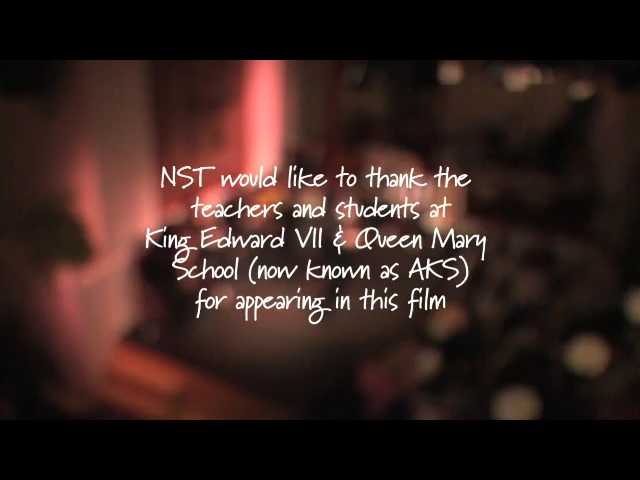 NST would like to thank the
teachers and students at
King Edward VII & Queen Mary
School (now known as AKS)
for appearing in this film